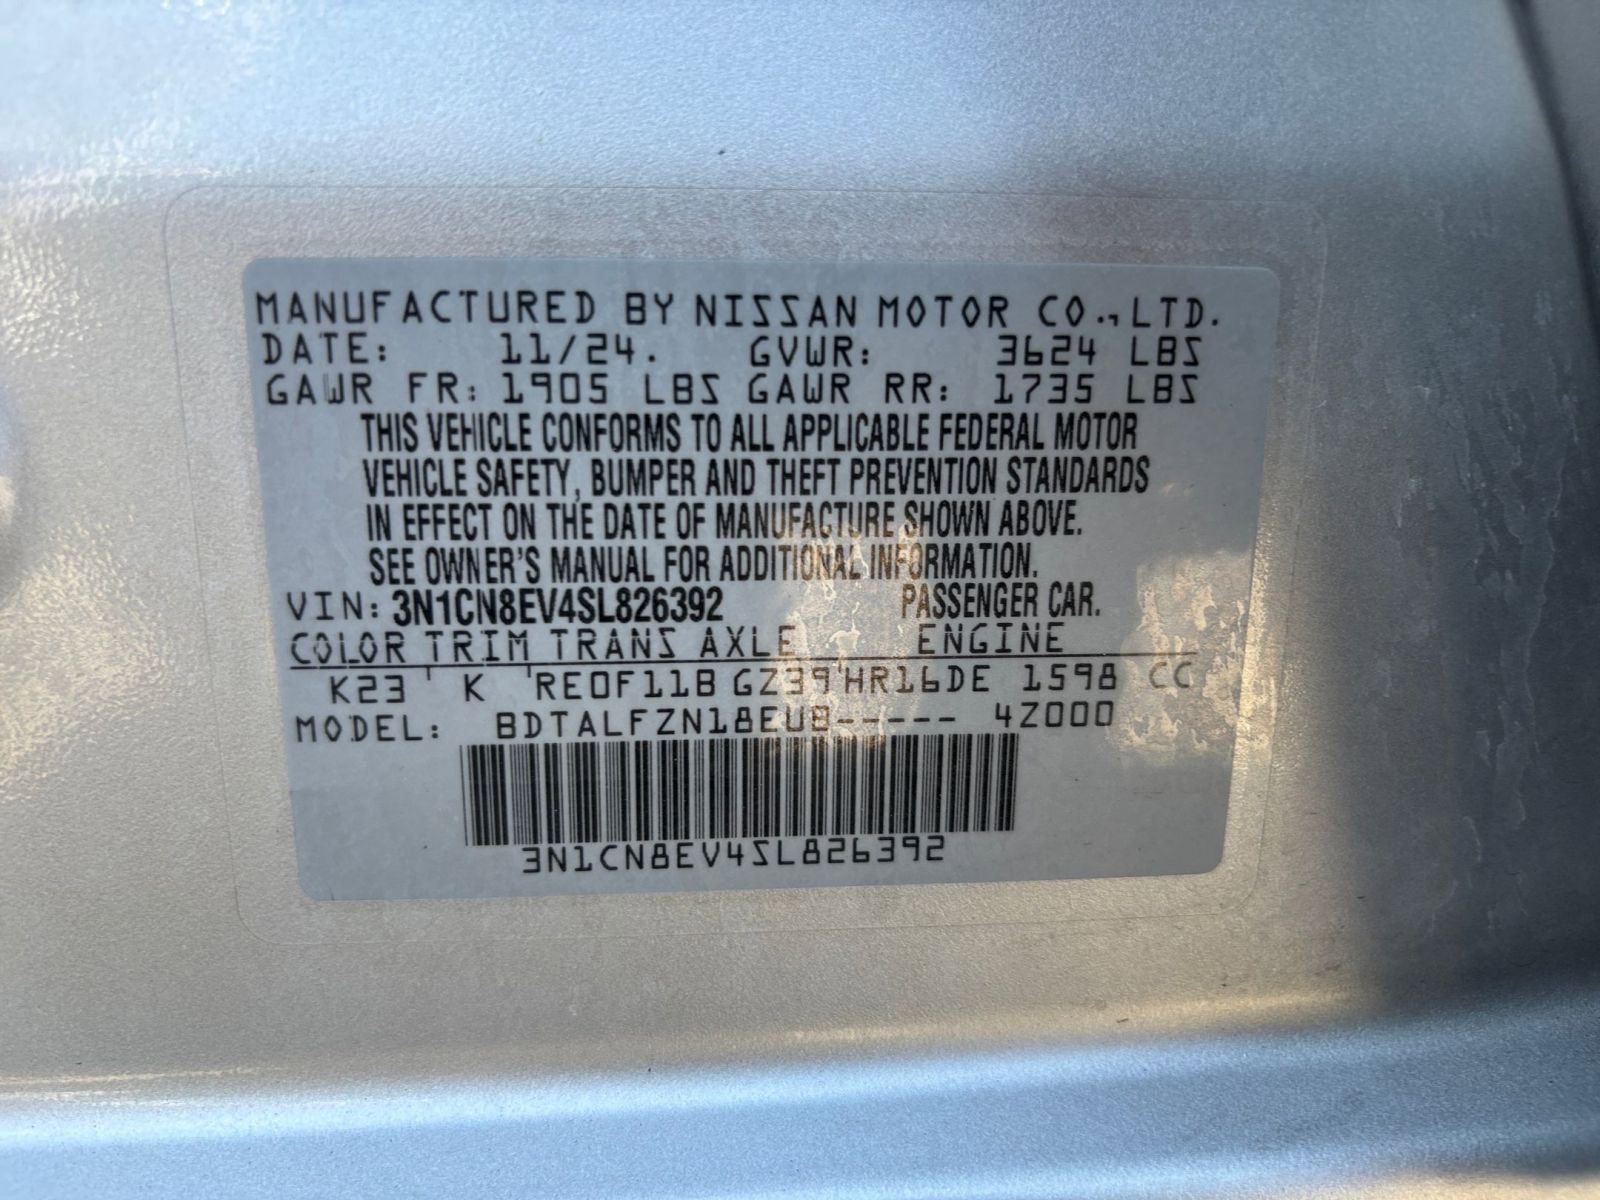 MANUFACTURED BY NISSAN MOTOR CO., LTD.
DATE: 11/24. GVWR: 3624 LBS
GAWR FR: 1905 LBS GAWR RR: 1735 LBS
THIS VEHICLE CONFORMS TO ALL APPLICABLE FEDERAL MOTOR
VEHICLE SAFETY, BUMPER AND THEFT PREVENTION STANDARDS
IN EFFECT ON THE DATE OF MANUFACTURE SHOWN ABOVE.
SEE OWNER'S MANUAL FOR ADDITIONAL INFORMATION.
VIN: 3N1CN8EV4SL826392 PASSENGER CAR.
COLOR TRIM TRANS AXLE ENGINE
K23 ' K ' RE0F11B GZ39 HR16DE 1598 CC
MODEL: BDTALFZN18EU8----- 4Z000
3N1CN8EV4SL826392